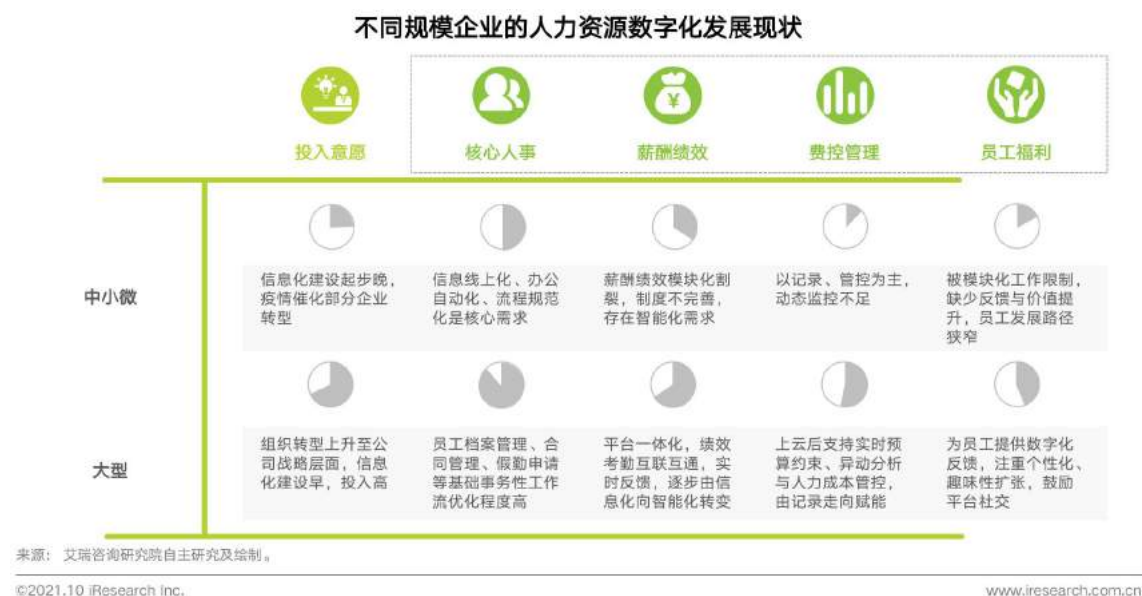 不同规模企业的人力资源数字化发展现状
投入意愿
核心人事
薪酬绩效
¥
费控管理
员工福利
中小微
信息化建设起步晚，
疫情催化部分企业
转型
信息线上化、办公
自动化、流程规范
化是核心需求
薪酬绩效模块化割
裂，制度不完善，
存在智能化需求
以记录、管控为主，
动态监控不足
被模块化工作限制，
缺少反馈与价值提
升，员工发展路径
狭窄
大型
组织转型上升至公
司战略层面，信息
化建设早，投入高
员工档案管理、合
同管理、假勤申请
等基础事务性工作
流优化程度高
平台一体化，绩效
考勤互联互通，实
时反馈，逐步由信
息化向智能化转变
上云后支持实时预
算约束、异动分析
与人力成本管控，
由记录走向赋能
为员工提供数字化
反馈，注重个性化、
趣味性扩张，鼓励
平台社交
来源： 艾瑞咨询研究院自主研究及绘制。
©2021.10 iResearch Inc.
www.iresearch.com.cn